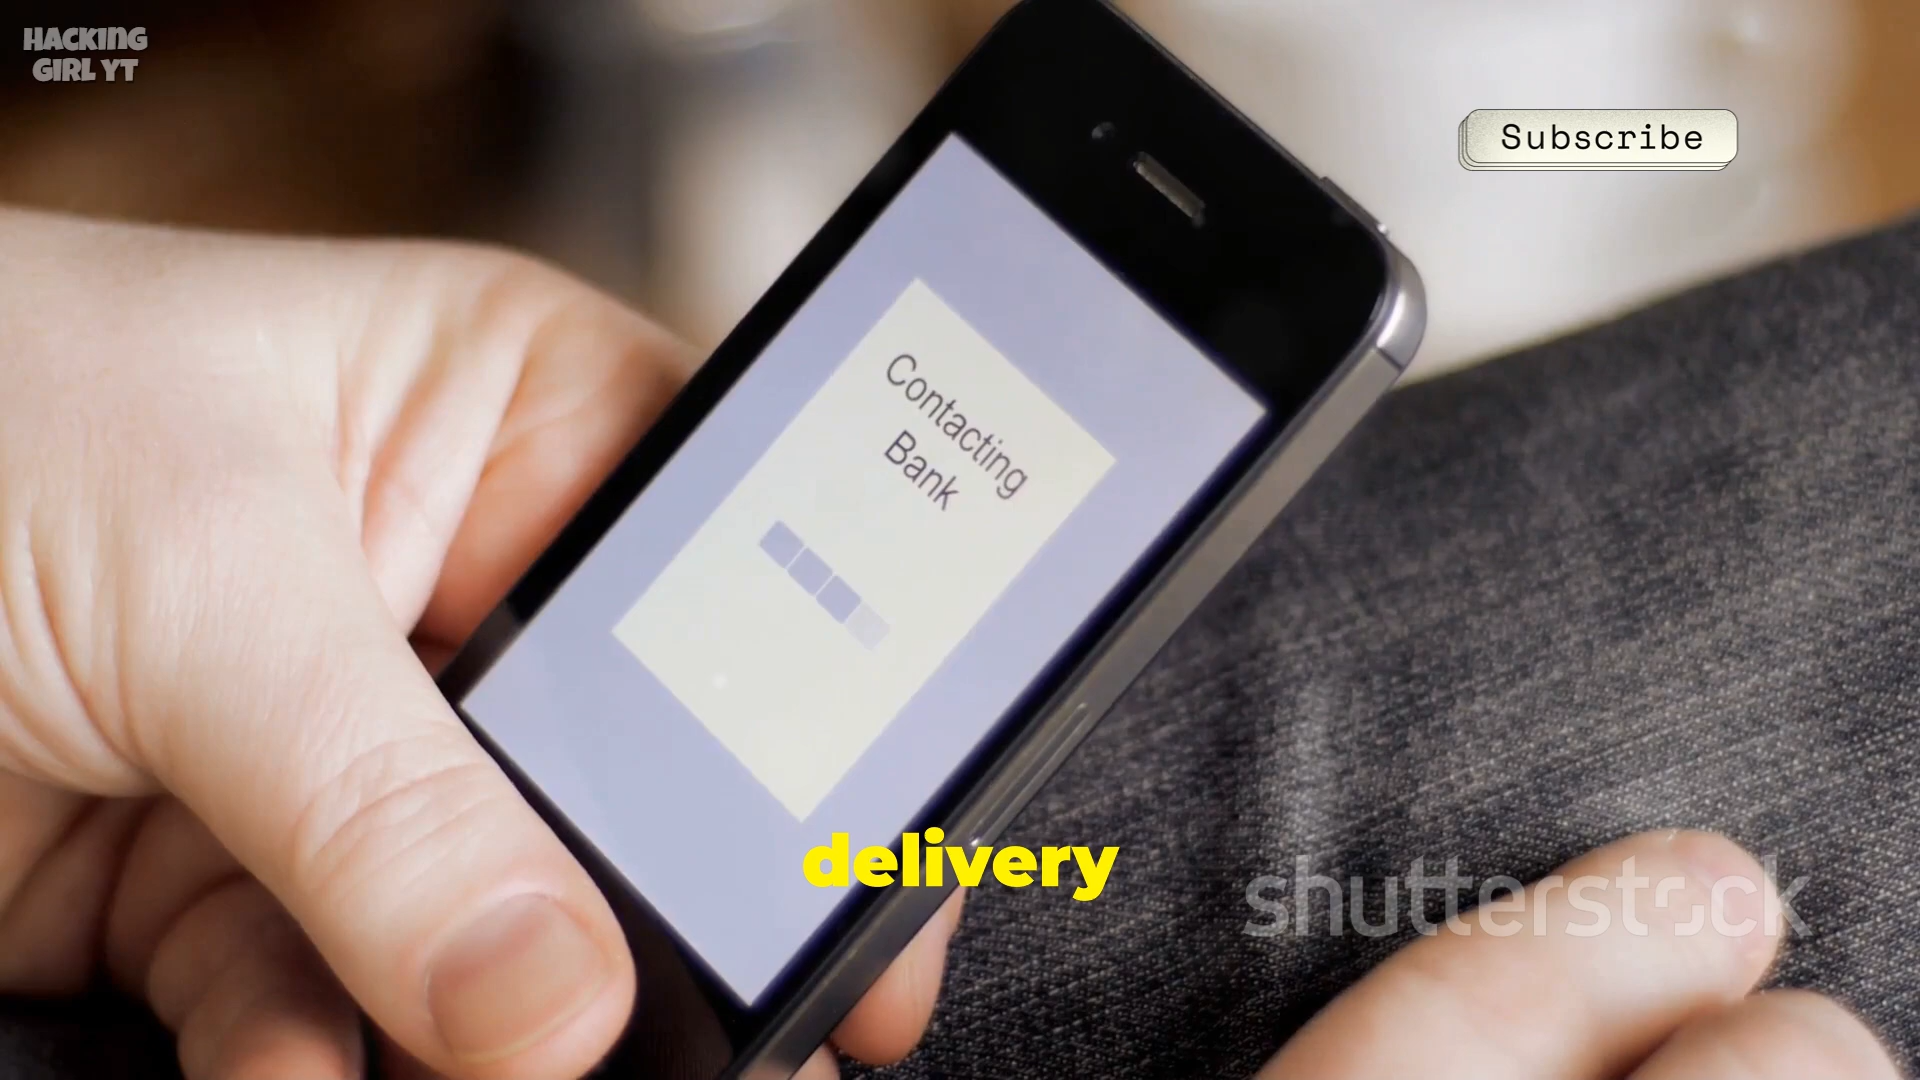 HACKING
GIRL YT
Subscribe
Contacting
Bank
delivery
shutterstock